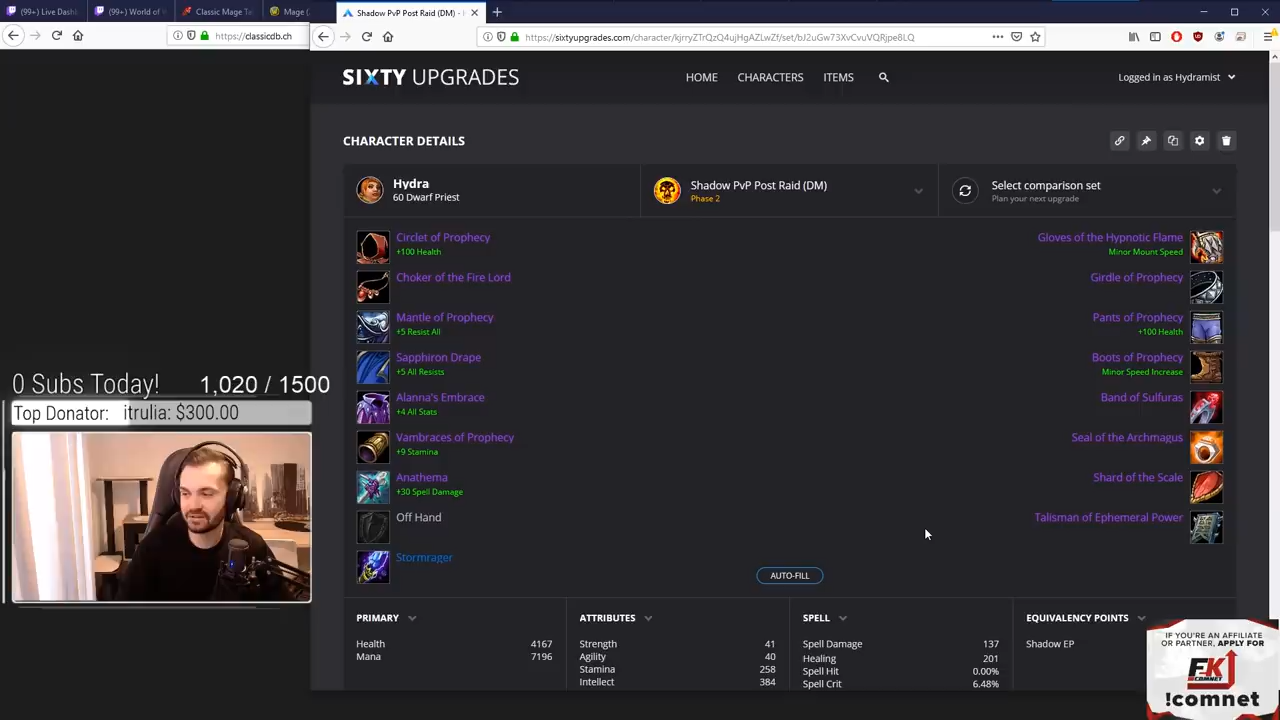 (99+) Live Dashb
(99+) World of W
Classic Mage Ta
Mage (
Shadow PvP Post Raid (DM) -
https://classicdb.ch
https://sixtyupgrades.com/character/kjrryZTrQzQ4ujHgAZLwZf/set/bJ2uGw73XvCvuVQRjpe8LQ
SIXTY UPGRADES
HOME
CHARACTERS
ITEMS
Logged in as Hydramist
CHARACTER DETAILS
Hydra
60 Dwarf Priest
Shadow PvP Post Raid (DM)
Phase 2
Select comparison set
Plan your next upgrade
Circlet of Prophecy
+100 Health
Choker of the Fire Lord
Mantle of Prophecy
+5 Resist All
Sapphiron Drape
+5 All Resists
Alanna's Embrace
+4 All Stats
Vambraces of Prophecy
+9 Stamina
Anathema
+30 Spell Damage
Off Hand
Stormrager
Gloves of the Hypnotic Flame
Minor Mount Speed
Girdle of Prophecy
Pants of Prophecy
+100 Health
Boots of Prophecy
Minor Speed Increase
Band of Sulfuras
Seal of the Archmagus
Shard of the Scale
Talisman of Ephemeral Power
AUTO-FILL
PRIMARY
Health 4167
Mana 7196
ATTRIBUTES
Strength 41
Agility 40
Stamina 258
Intellect 384
SPELL
Spell Damage 137
Healing 201
Spell Hit 0.00%
Spell Crit 6.48%
EQUIVALENCY POINTS
Shadow EP
0 Subs Today! 1,020 / 1500
Top Donator: itrulia: $300.00
IF YOU'RE AN AFFILIATE
OR PARTNER, APPLY FOR
COMNET
!comnet